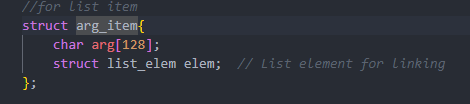 //for list item
struct arg_item{
    char arg[128];
    struct list_elem elem;  // List element for linking
};